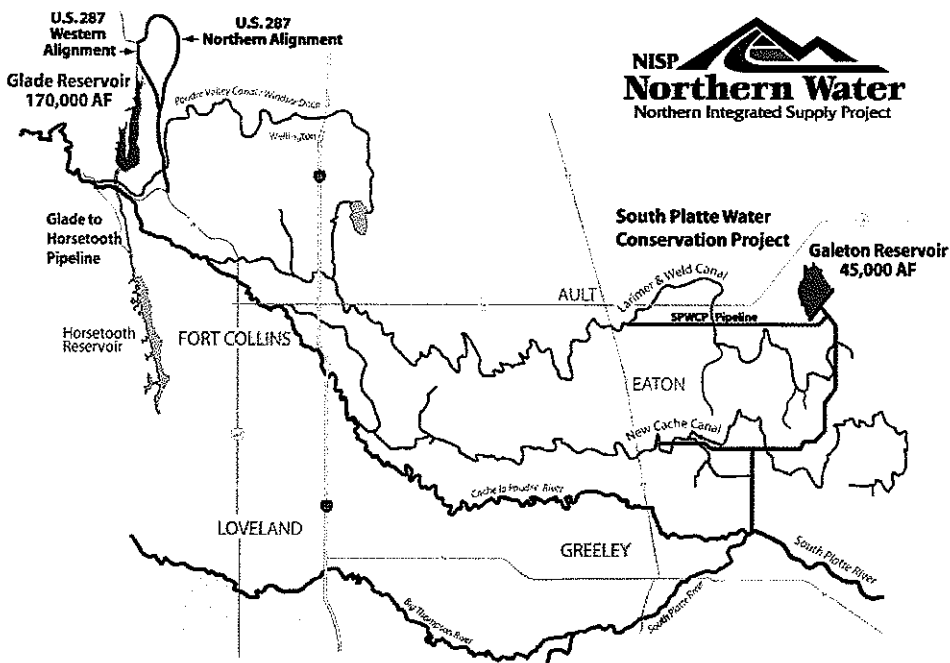 U.S. 287
Western
Alignment
U.S. 287
Northern Alignment
Glade Reservoir
170,000 AF
NISP
Northern Water
Northern Integrated Supply Project
Poudre Valley Canal
Wellington
Glade to
Horsetooth
Pipeline
South Platte Water
Conservation Project
Galeton Reservoir
45,000 AF
Larimer & Weld Canal
AULT
SPWCP Pipeline
Horsetooth
Reservoir
FORT COLLINS
EATON
New Cache Canal
Cache la Poudre River
LOVELAND
GREELEY
South Platte River
Big Thompson River
South Platte River